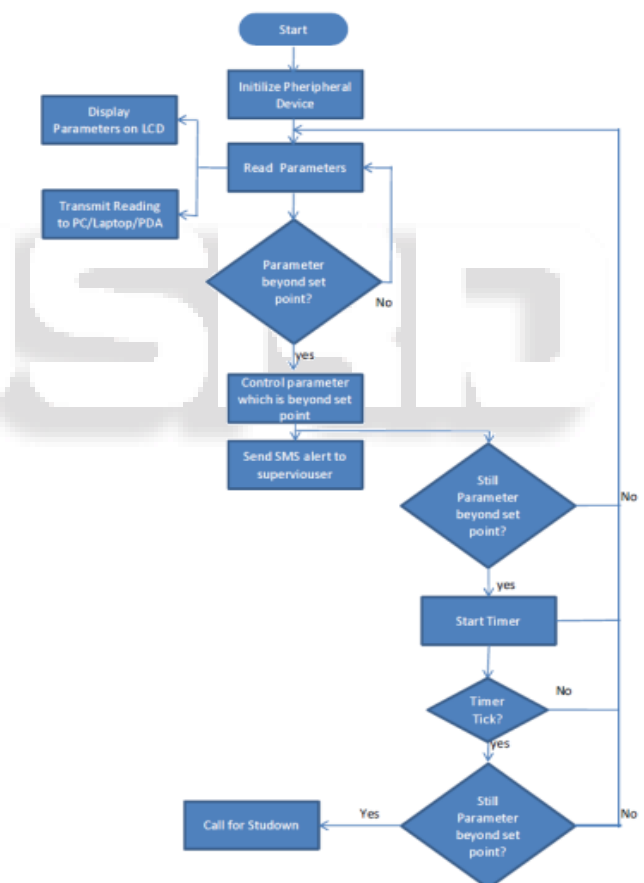 Start
Initilize Pheripheral
Device
Display
Parameters on LCD
Read Parameters
Transmit Reading
to PC/Laptop/PDA
Parameter
beyond set
point?
No
yes
Control parameter
which is beyond set
point
Send SMS alert to
superviouser
Still
Parameter
beyond set
point?
No
yes
Start Timer
Timer
Tick?
No
yes
Still
Parameter
beyond set
point?
Yes
No
Call for Studown